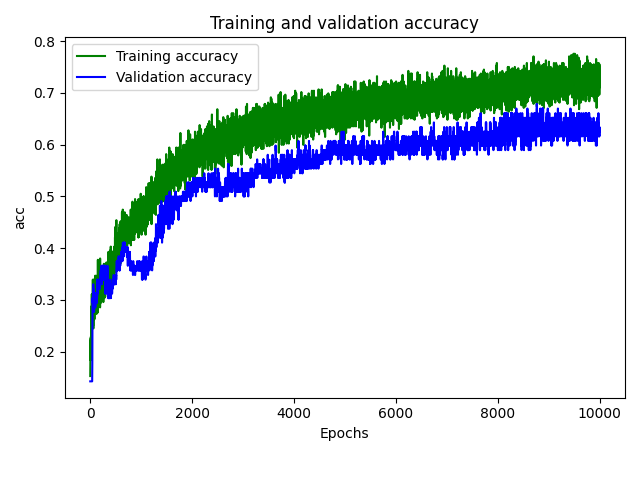 Training and validation accuracy
0.8
0.7
0.6
0.5
0.4
0.3
0.2
acc
Training accuracy
Validation accuracy
0
2000
4000
6000
8000
10000
Epochs